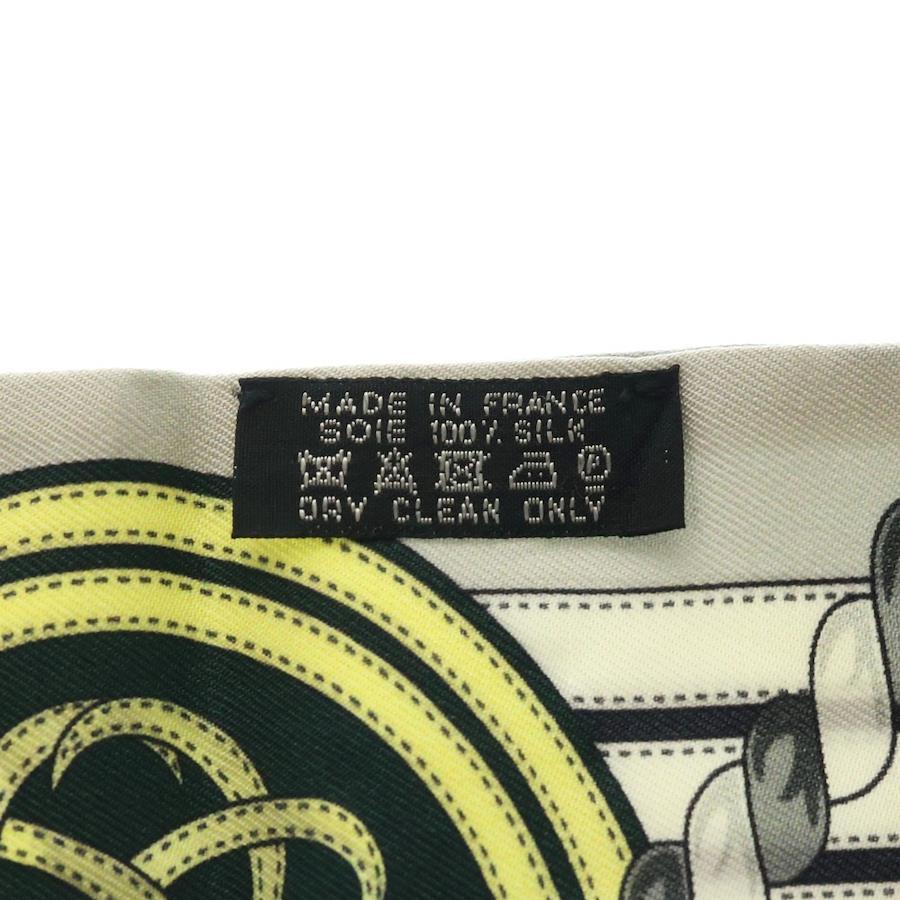 MADE IN FRANCE
SOIE 100% SILK
P
DRY CLEAN ONLY